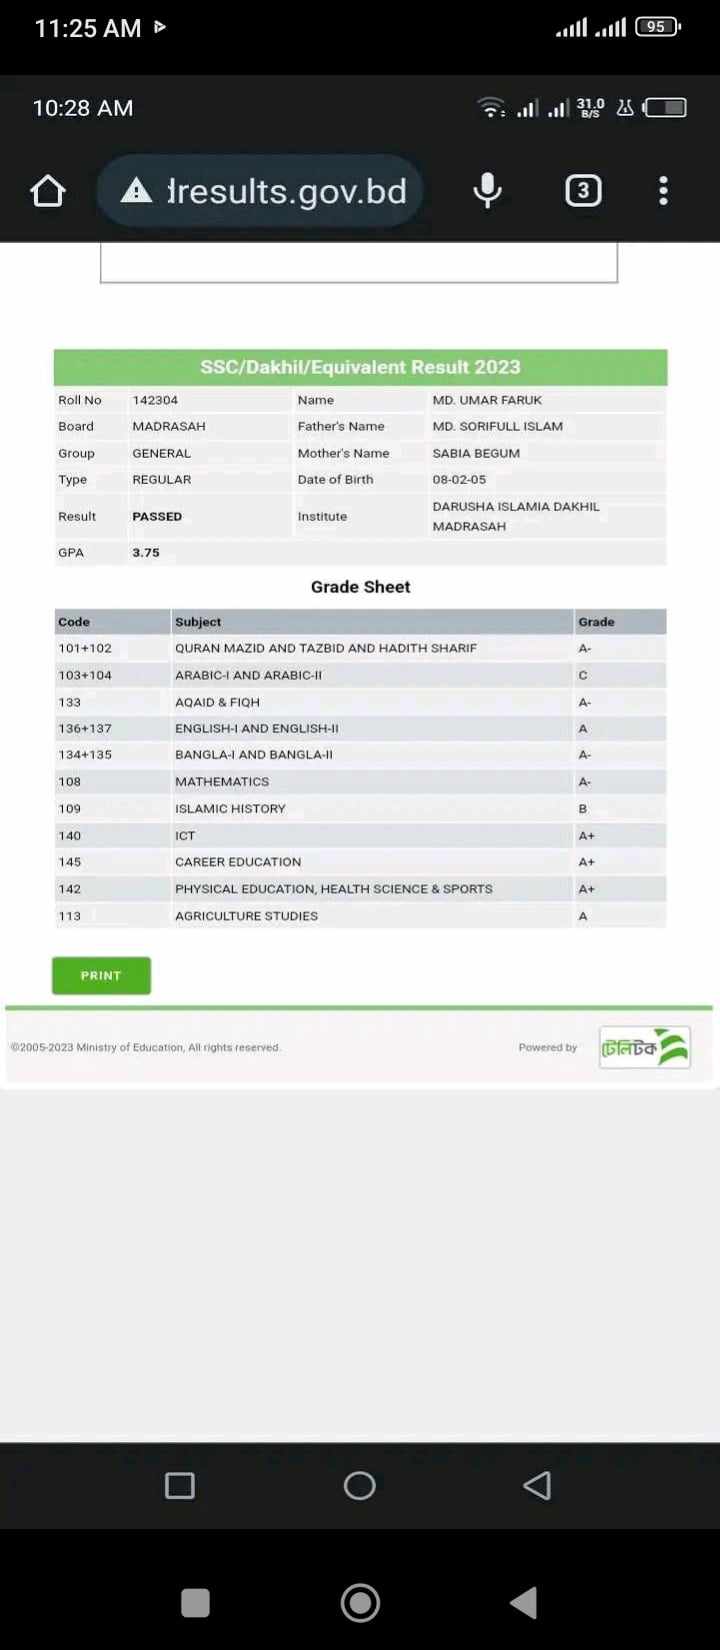 11:25 AM
95
10:28 AM
31.0
B/S
results.gov.bd
3
SSC/Dakhil/Equivalent Result 2023
Roll No 142304 Name MD. UMAR FARUK
Board MADRASAH Father's Name MD. SORIFULL ISLAM
Group GENERAL Mother's Name SABIA BEGUM
Type REGULAR Date of Birth 08-02-05
Result PASSED Institute DARUSHA ISLAMIA DAKHIL
MADRASAH
GPA 3.75
Grade Sheet
Code Subject Grade
101+102 QURAN MAZID AND TAZBID AND HADITH SHARIF A-
103+104 ARABIC-I AND ARABIC-II C
133 AQAID & FIQH A-
136+137 ENGLISH-I AND ENGLISH-II A
134+135 BANGLA-I AND BANGLA-II A-
108 MATHEMATICS A-
109 ISLAMIC HISTORY B
140 ICT A+
145 CAREER EDUCATION A+
142 PHYSICAL EDUCATION, HEALTH SCIENCE & SPORTS A+
113 AGRICULTURE STUDIES A
PRINT
©2005-2023 Ministry of Education, All rights reserved. Powered by টেলিটক